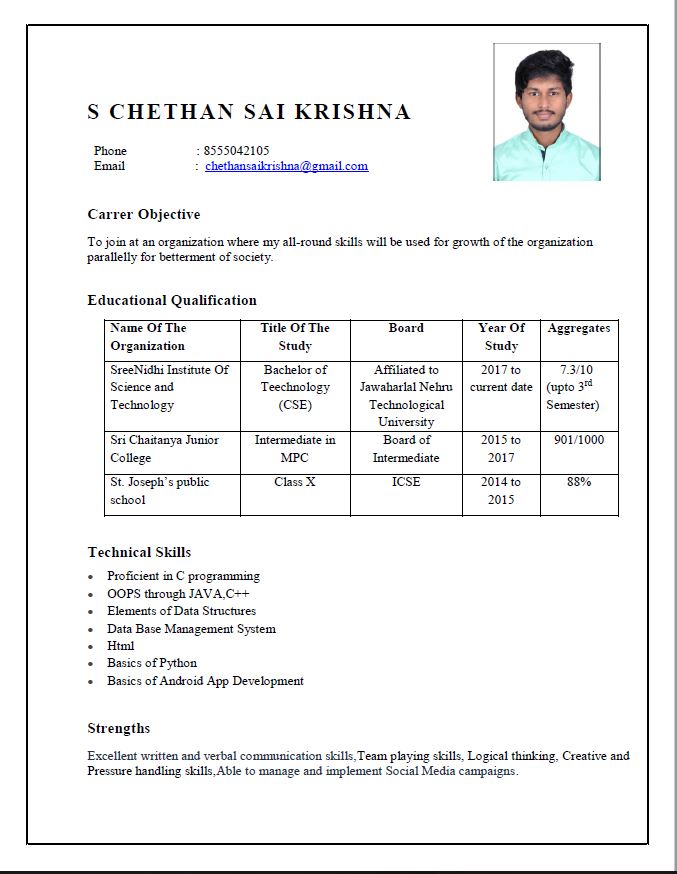 S CHETHAN SAI KRISHNA
Phone : 8555042105
Email : chethansaikrishna@gmail.com
Carrer Objective
To join at an organization where my all-round skills will be used for growth of the organization
parallelly for betterment of society.
Educational Qualification
Name Of The Organization Title Of The Study Board Year Of Study Aggregates
SreeNidhi Institute Of Science and Technology Bachelor of Teechnology (CSE) Affiliated to Jawaharlal Nehru Technological University 2017 to current date 7.3/10 (upto 3rd Semester)
Sri Chaitanya Junior College Intermediate in MPC Board of Intermediate 2015 to 2017 901/1000
St. Joseph’s public school Class X ICSE 2014 to 2015 88%
Technical Skills
• Proficient in C programming
• OOPS through JAVA,C++
• Elements of Data Structures
• Data Base Management System
• Html
• Basics of Python
• Basics of Android App Development
Strengths
Excellent written and verbal communication skills,Team playing skills, Logical thinking, Creative and
Pressure handling skills,Able to manage and implement Social Media campaigns.